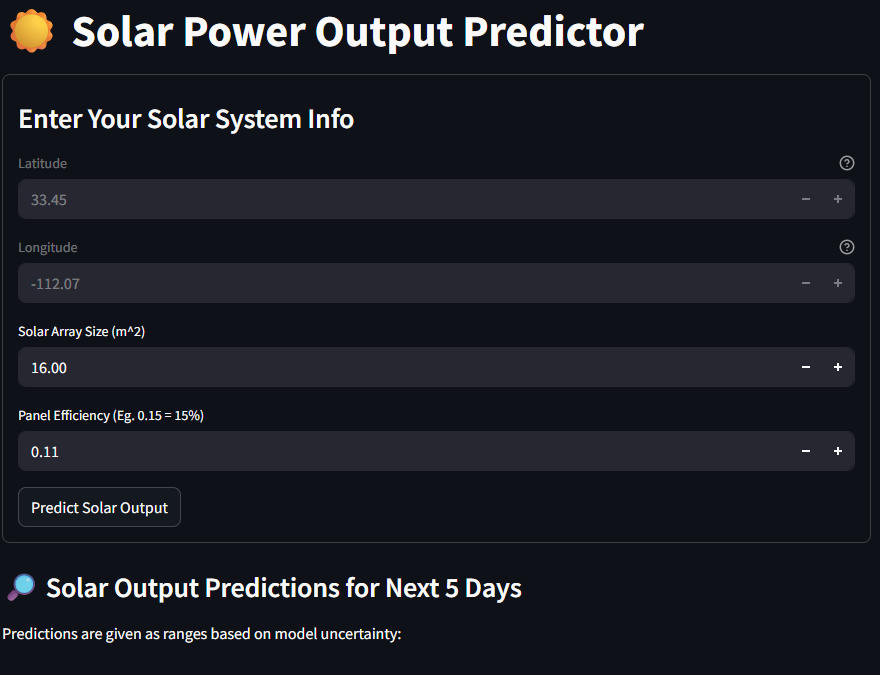 Solar Power Output Predictor
Enter Your Solar System Info
Latitude
33.45
Longitude
-112.07
Solar Array Size (m^2)
16.00
Panel Efficiency (Eg. 0.15 = 15%)
0.11
Predict Solar Output
Solar Output Predictions for Next 5 Days
Predictions are given as ranges based on model uncertainty: